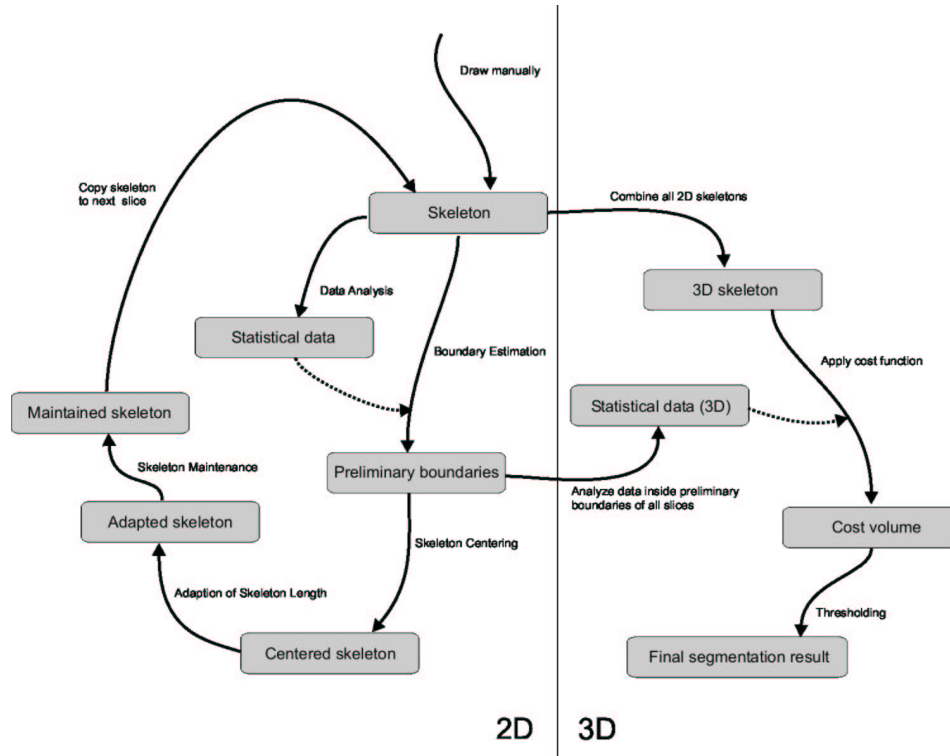 Draw manually
Copy skeleton
to next slice
Skeleton
Combine all 2D skeletons
Data Analysis
3D skeleton
Statistical data
Boundary Estimation
Apply cost function
Maintained skeleton
Statistical data (3D)
Skeleton Maintenance
Preliminary boundaries
Analyze data inside preliminary
boundaries of all slices
Adapted skeleton
Cost volume
Skeleton Centering
Adaption of Skeleton Length
Thresholding
Centered skeleton
Final segmentation result
2D
3D